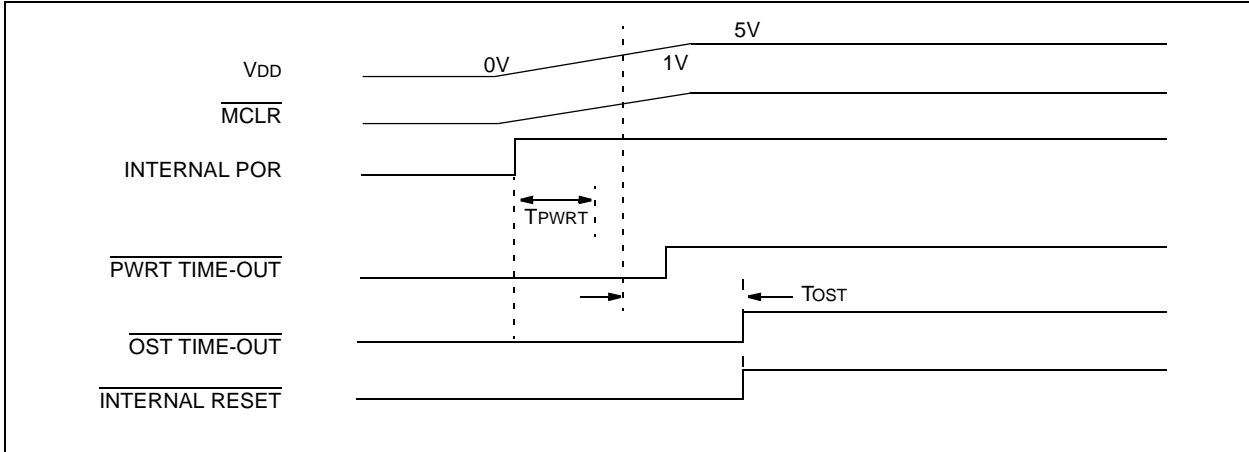 5V
VDD 0V 1V
MCLR
INTERNAL POR
TPWRT
PWRT TIME-OUT
TOST
OST TIME-OUT
INTERNAL RESET